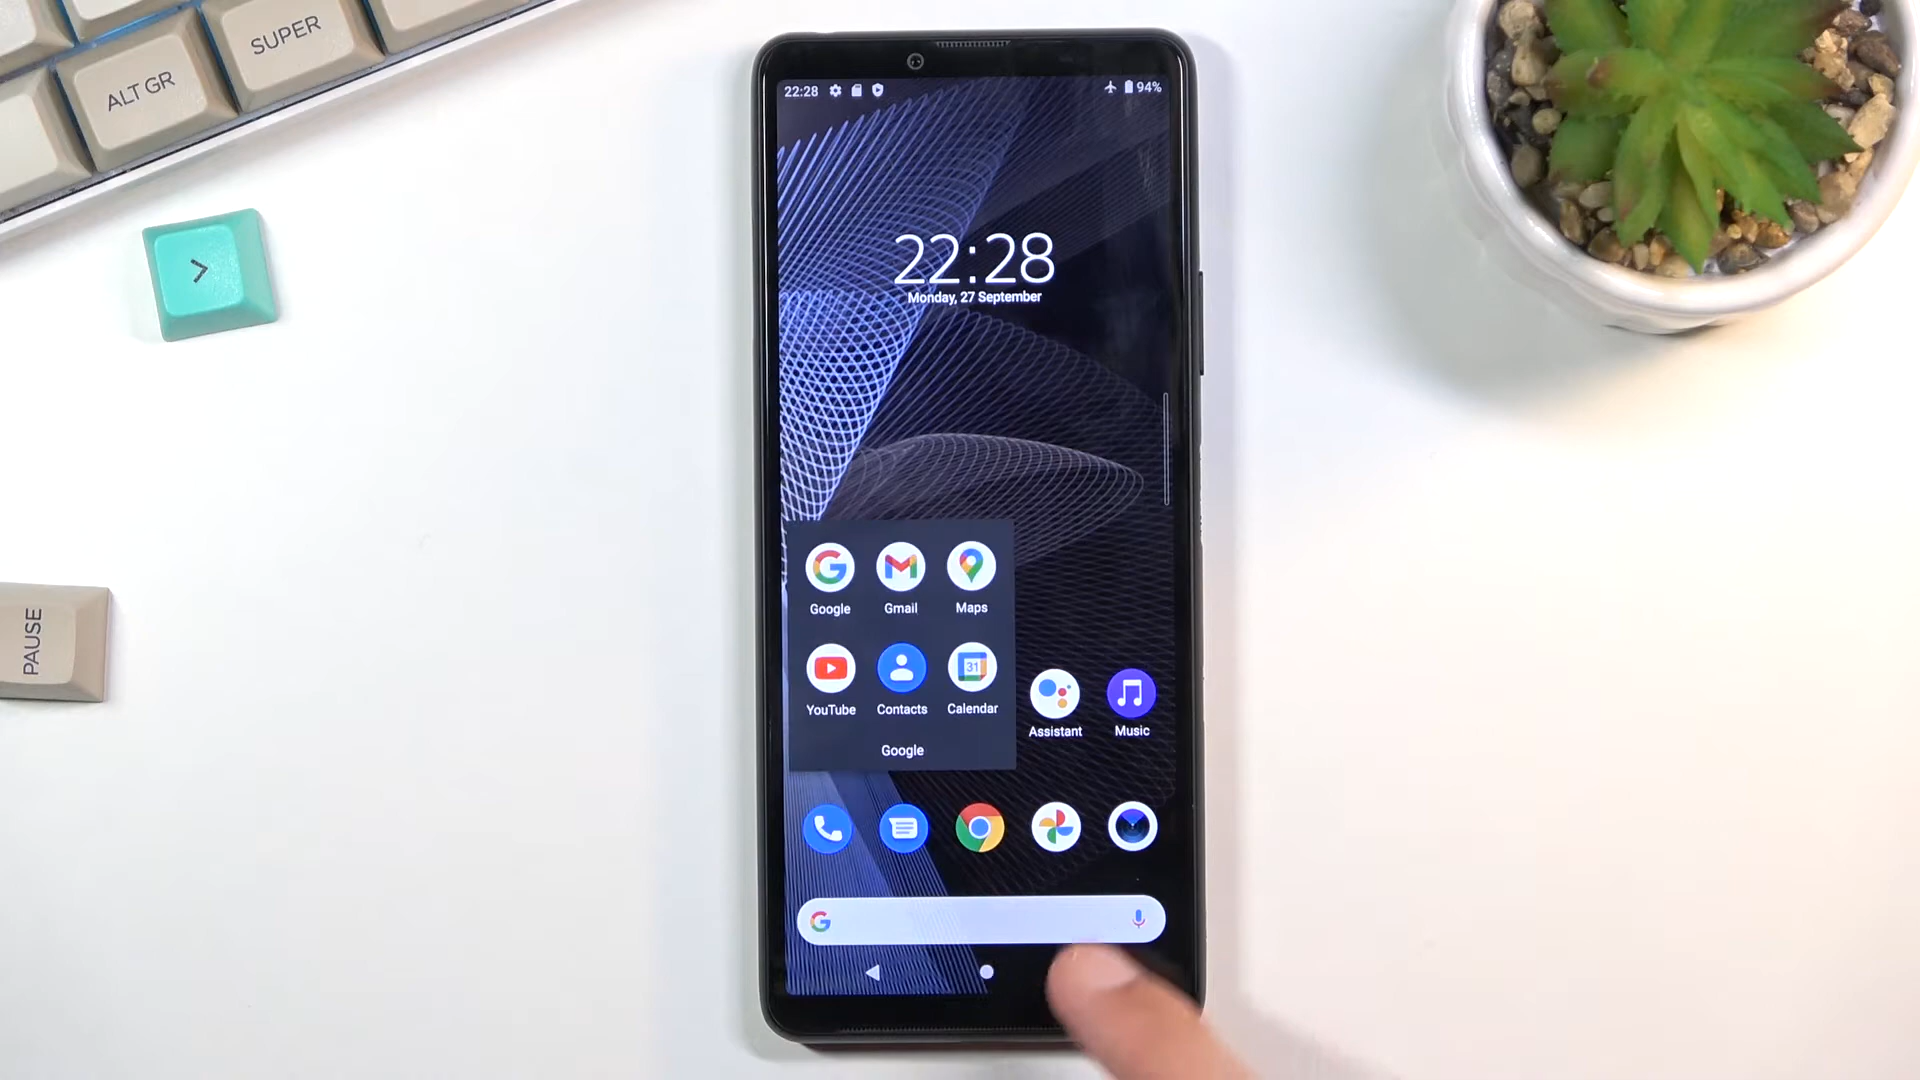 SUPER
ALT GR
>
PAUSE
22:28
94%
22:28
Monday, 27 September
Google
Gmail
Maps
YouTube
31
Contacts
Calendar
Google
Assistant
Music